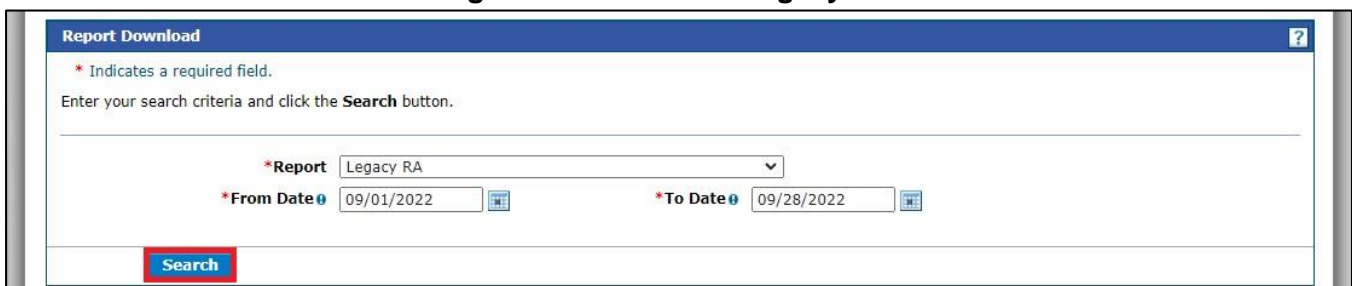 Report Download ?
* Indicates a required field.
Enter your search criteria and click the Search button.
*Report Legacy RA
*From Date 09/01/2022 *To Date 09/28/2022
Search